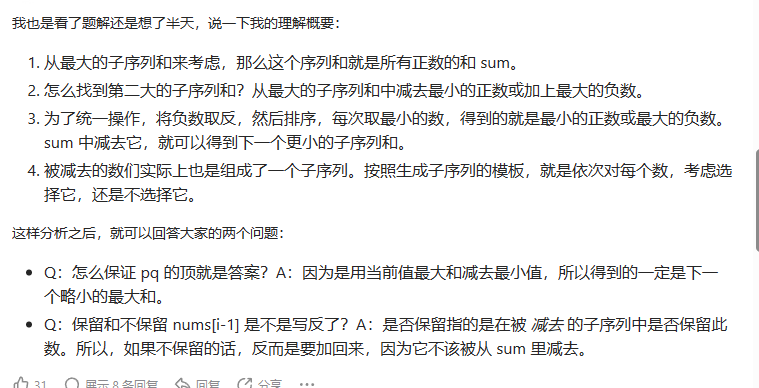 我也是看了题解还是想了半天，说一下我的理解概要：
1. 从最大的子序列和来考虑，那么这个序列和就是所有正数的和 sum。
2. 怎么找到第二大的子序列和？从最大的子序列和中减去最小的正数或加上最大的负数。
3. 为了统一操作，将负数取反，然后排序，每次取最小的数，得到的就是最小的正数或最大的负数。
sum 中减去它，就可以得到下一个更小的子序列和。
4. 被减去的数们实际上也是组成了一个子序列。按照生成子序列的模板，就是依次对每个数，考虑选
择它，还是不选择它。
这样分析之后，就可以回答大家的两个问题：
• Q：怎么保证 pq 的顶就是答案？A：因为是用当前值最大和减去最小值，所以得到的一定是下一
个略小的最大和。
• Q：保留和不保留 nums[i-1] 是不是写反了？A：是否保留指的是在被 减去 的子序列中是否保留此
数。所以，如果不保留的话，反而是要加回来，因为它不该被从 sum 里减去。
31 展示 8 条回复 回复 分享 ···